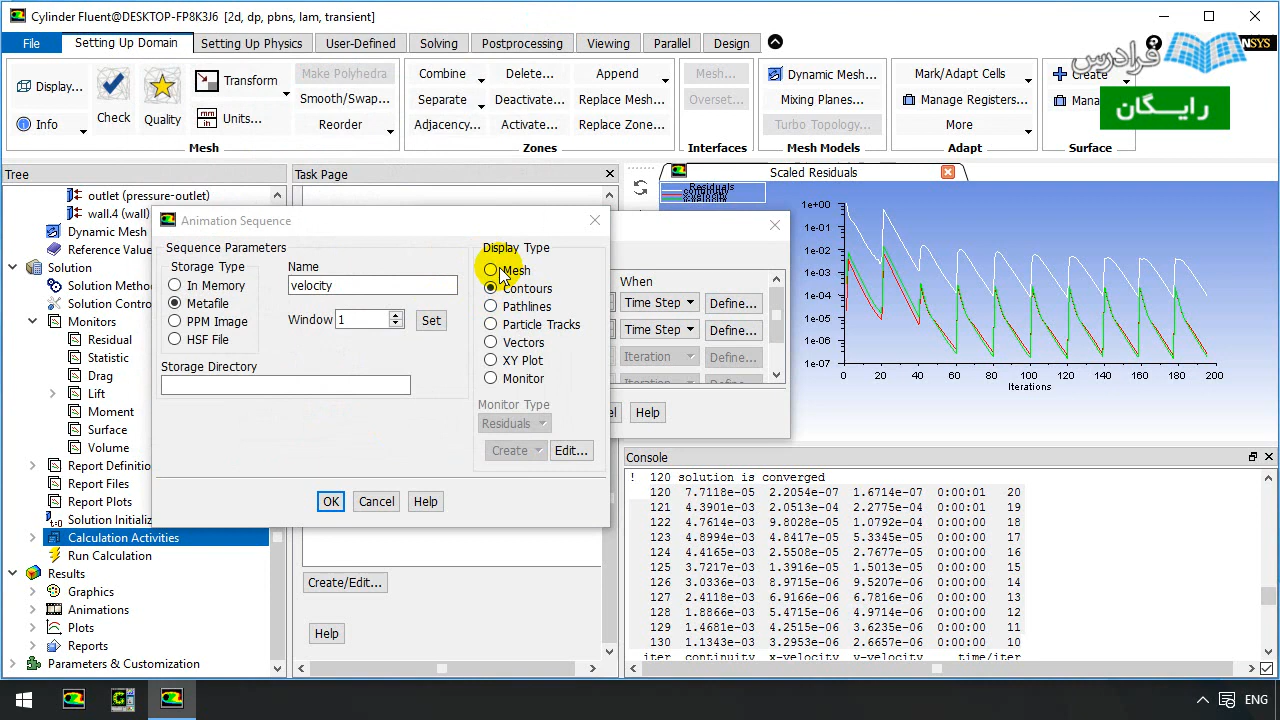 Cylinder Fluent@DESKTOP-FP8K3J6 [2d, dp, pbns, lam, transient]
File
Setting Up Domain
Setting Up Physics
User-Defined
Solving
Postprocessing
Viewing
Parallel
Design
فرادرس
رایـــگان
Display...
Info
Check
Quality
Transform
Units...
Make Polyhedra
Smooth/Swap...
Reorder
Mesh
Combine
Separate
Adjacency...
Delete...
Deactivate...
Activate...
Append
Replace Mesh...
Replace Zone...
Zones
Mesh...
Overset...
Interfaces
Dynamic Mesh...
Mixing Planes...
Turbo Topology...
Mesh Models
Mark/Adapt Cells
Manage Registers...
More
Adapt
Create
Mana
Surface
Tree
outlet (pressure-outlet)
wall.4 (wall)
Dynamic Mesh
Reference Value
Solution
Solution Metho
Solution Contro
Monitors
Residual
Statistic
Drag
Lift
Moment
Surface
Volume
Report Definitio
Report Files
Report Plots
Solution Initializ
Calculation Activities
Run Calculation
Results
Graphics
Animations
Plots
Reports
Parameters & Customization
Task Page
Create/Edit...
Help
Animation Sequence
Sequence Parameters
Storage Type
In Memory
Metafile
PPM Image
HSF File
Name
velocity
Window 1
Set
Storage Directory
Display Type
Mesh
Contours
Pathlines
Particle Tracks
Vectors
XY Plot
Monitor
Monitor Type
Residuals
Create
Edit...
OK
Cancel
Help
When
Time Step
Define...
Time Step
Define...
Iteration
Define...
Iteration
Define...
el
Help
Scaled Residuals
Residuals
continuity
1e+00
1e-01
1e-02
1e-03
1e-04
1e-05
1e-06
1e-07
0 20 40 60 80 100 120 140 160 180 200
Iterations
Console
! 120 solution is converged
120 7.7118e-05 2.2054e-07 1.6714e-07 0:00:01 20
121 4.3901e-03 2.0513e-04 2.2775e-04 0:00:01 19
122 4.7614e-03 9.8028e-05 1.0792e-04 0:00:00 18
123 4.8994e-03 4.8417e-05 5.3345e-05 0:00:00 17
124 4.4165e-03 2.5508e-05 2.7677e-05 0:00:00 16
125 3.7217e-03 1.3916e-05 1.5013e-05 0:00:00 15
126 3.0336e-03 8.9715e-06 9.5207e-06 0:00:00 14
127 2.4118e-03 6.9166e-06 6.7816e-06 0:00:00 13
128 1.8866e-03 5.4715e-06 4.9714e-06 0:00:00 12
129 1.4681e-03 4.2515e-06 3.6235e-06 0:00:00 11
130 1.1343e-03 3.2953e-06 2.6657e-06 0:00:00 10
iter continuity x-velocity y-velocity time/iter
ENG